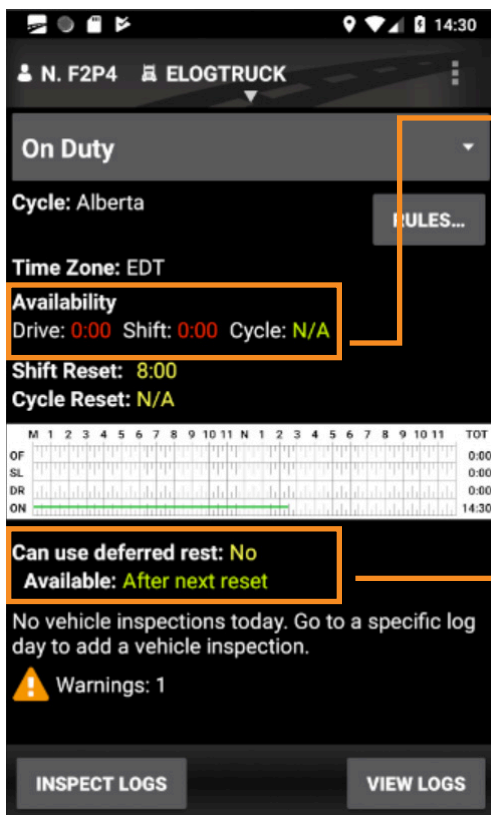 14:30
N. F2P4 ELOGTRUCK
On Duty
Cycle: Alberta
RULES...
Time Zone: EDT
Availability
Drive: 0:00 Shift: 0:00 Cycle: N/A
Shift Reset: 8:00
Cycle Reset: N/A
M 1 2 3 4 5 6 7 8 9 10 11 N 1 2 3 4 5 6 7 8 9 10 11 TOT
OF 0:00
SL 0:00
DR 0:00
ON 14:30
Can use deferred rest: No
Available: After next reset
No vehicle inspections today. Go to a specific log
day to add a vehicle inspection.
Warnings: 1
INSPECT LOGS VIEW LOGS